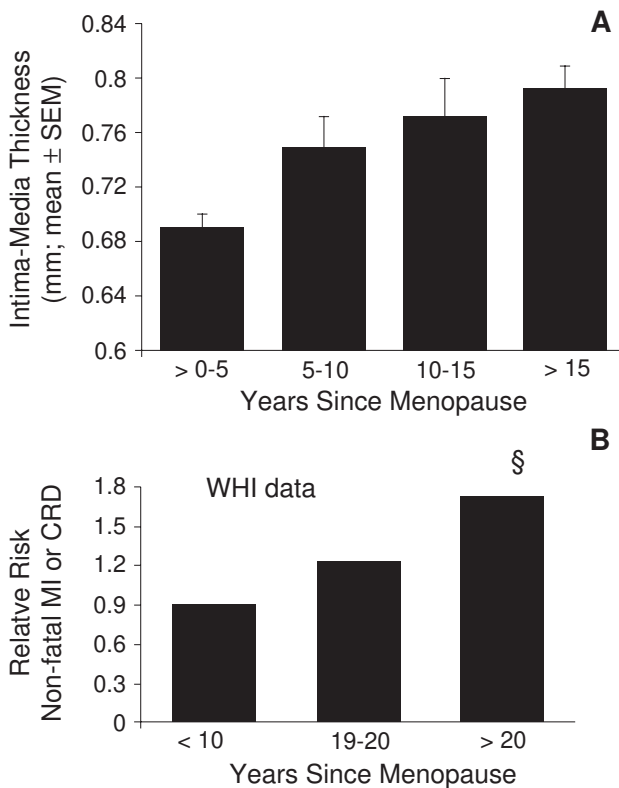 A
Intima-Media Thickness
(mm; mean ± SEM)
0.84
0.8
0.76
0.72
0.68
0.64
0.6
> 0-5 5-10 10-15 > 15
Years Since Menopause
B
§
WHI data
Relatve Risk
Non-fatal MI or CRD
1.8
1.5
1.2
0.9
0.6
0.3
0
< 10 19-20 > 20
Years Since Menopause